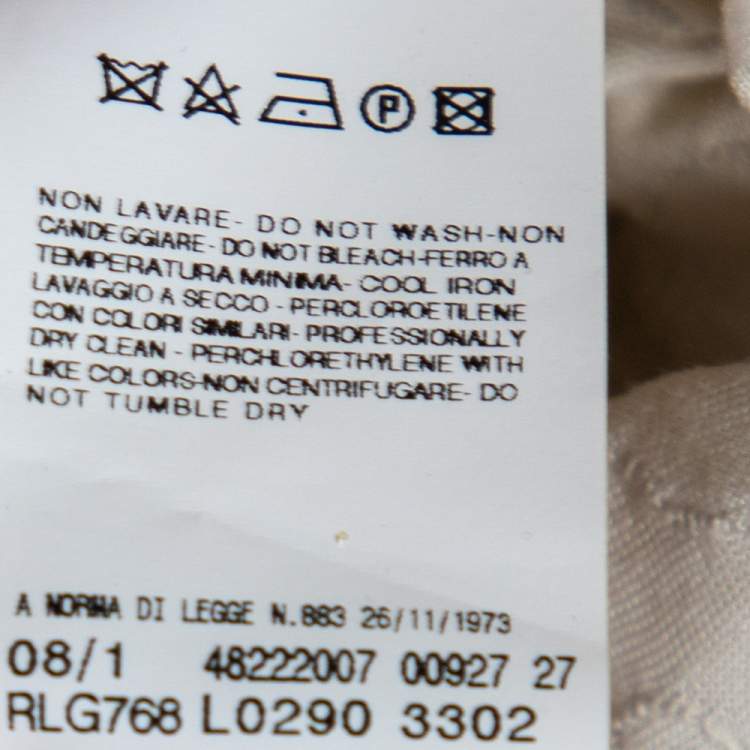 P
NON LAVARE- DO NOT WASH-NON
CANDEGGIARE- DO NOT BLEACH-FERRO A
TEMPERATURA MINIMA- COOL IRON
LAVAGGIO A SECCO - PERCLOROETILENE
CON COLORI SIMILARI- PROFESSIONALLY
DRY CLEAN - PERCHLORETHYLENE WITH
LIKE COLORS-NON CENTRIFUGARE- DO
NOT TUMBLE DRY
A NORMA DI LEGGE N.883 26/11/1973
08/1 48222007 00927 27
RLG768 L0290 3302